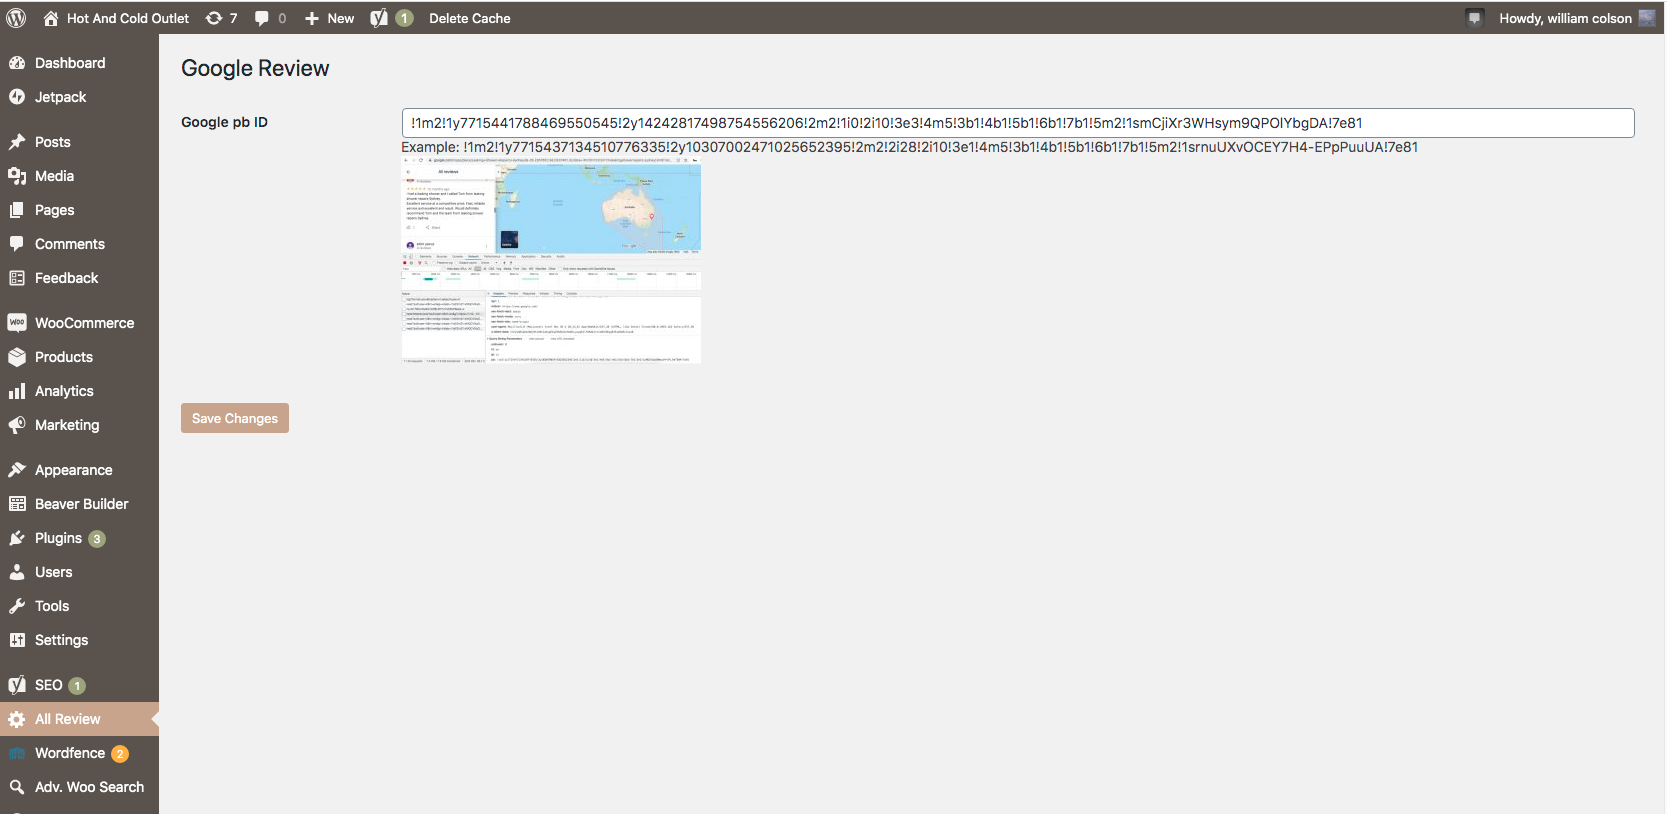 Hot And Cold Outlet 7 0 New 1 Delete Cache Howdy, william colson
Dashboard
Jetpack
Posts
Media
Pages
Comments
Feedback
WooCommerce
Products
Analytics
Marketing
Appearance
Beaver Builder
Plugins 3
Users
Tools
Settings
SEO 1
All Review
Wordfence 2
Adv. Woo Search
Google Review
Google pb ID
!1m2!1y7715441788469550545!2y14242817498754556206!2m2!1i0!2i10!3e3!4m5!3b1!4b1!5b1!6b1!7b1!5m2!1smCjiXr3WHsym9QPOlYbgDA!7e81
Example: !1m2!1y7715437134510776335!2y10307002471025652395!2m2!2i28!2i10!3e1!4m5!3b1!4b1!5b1!6b1!7b1!5m2!1srnuUXvOCEY7H4-EPpPuuUA!7e81
Save Changes